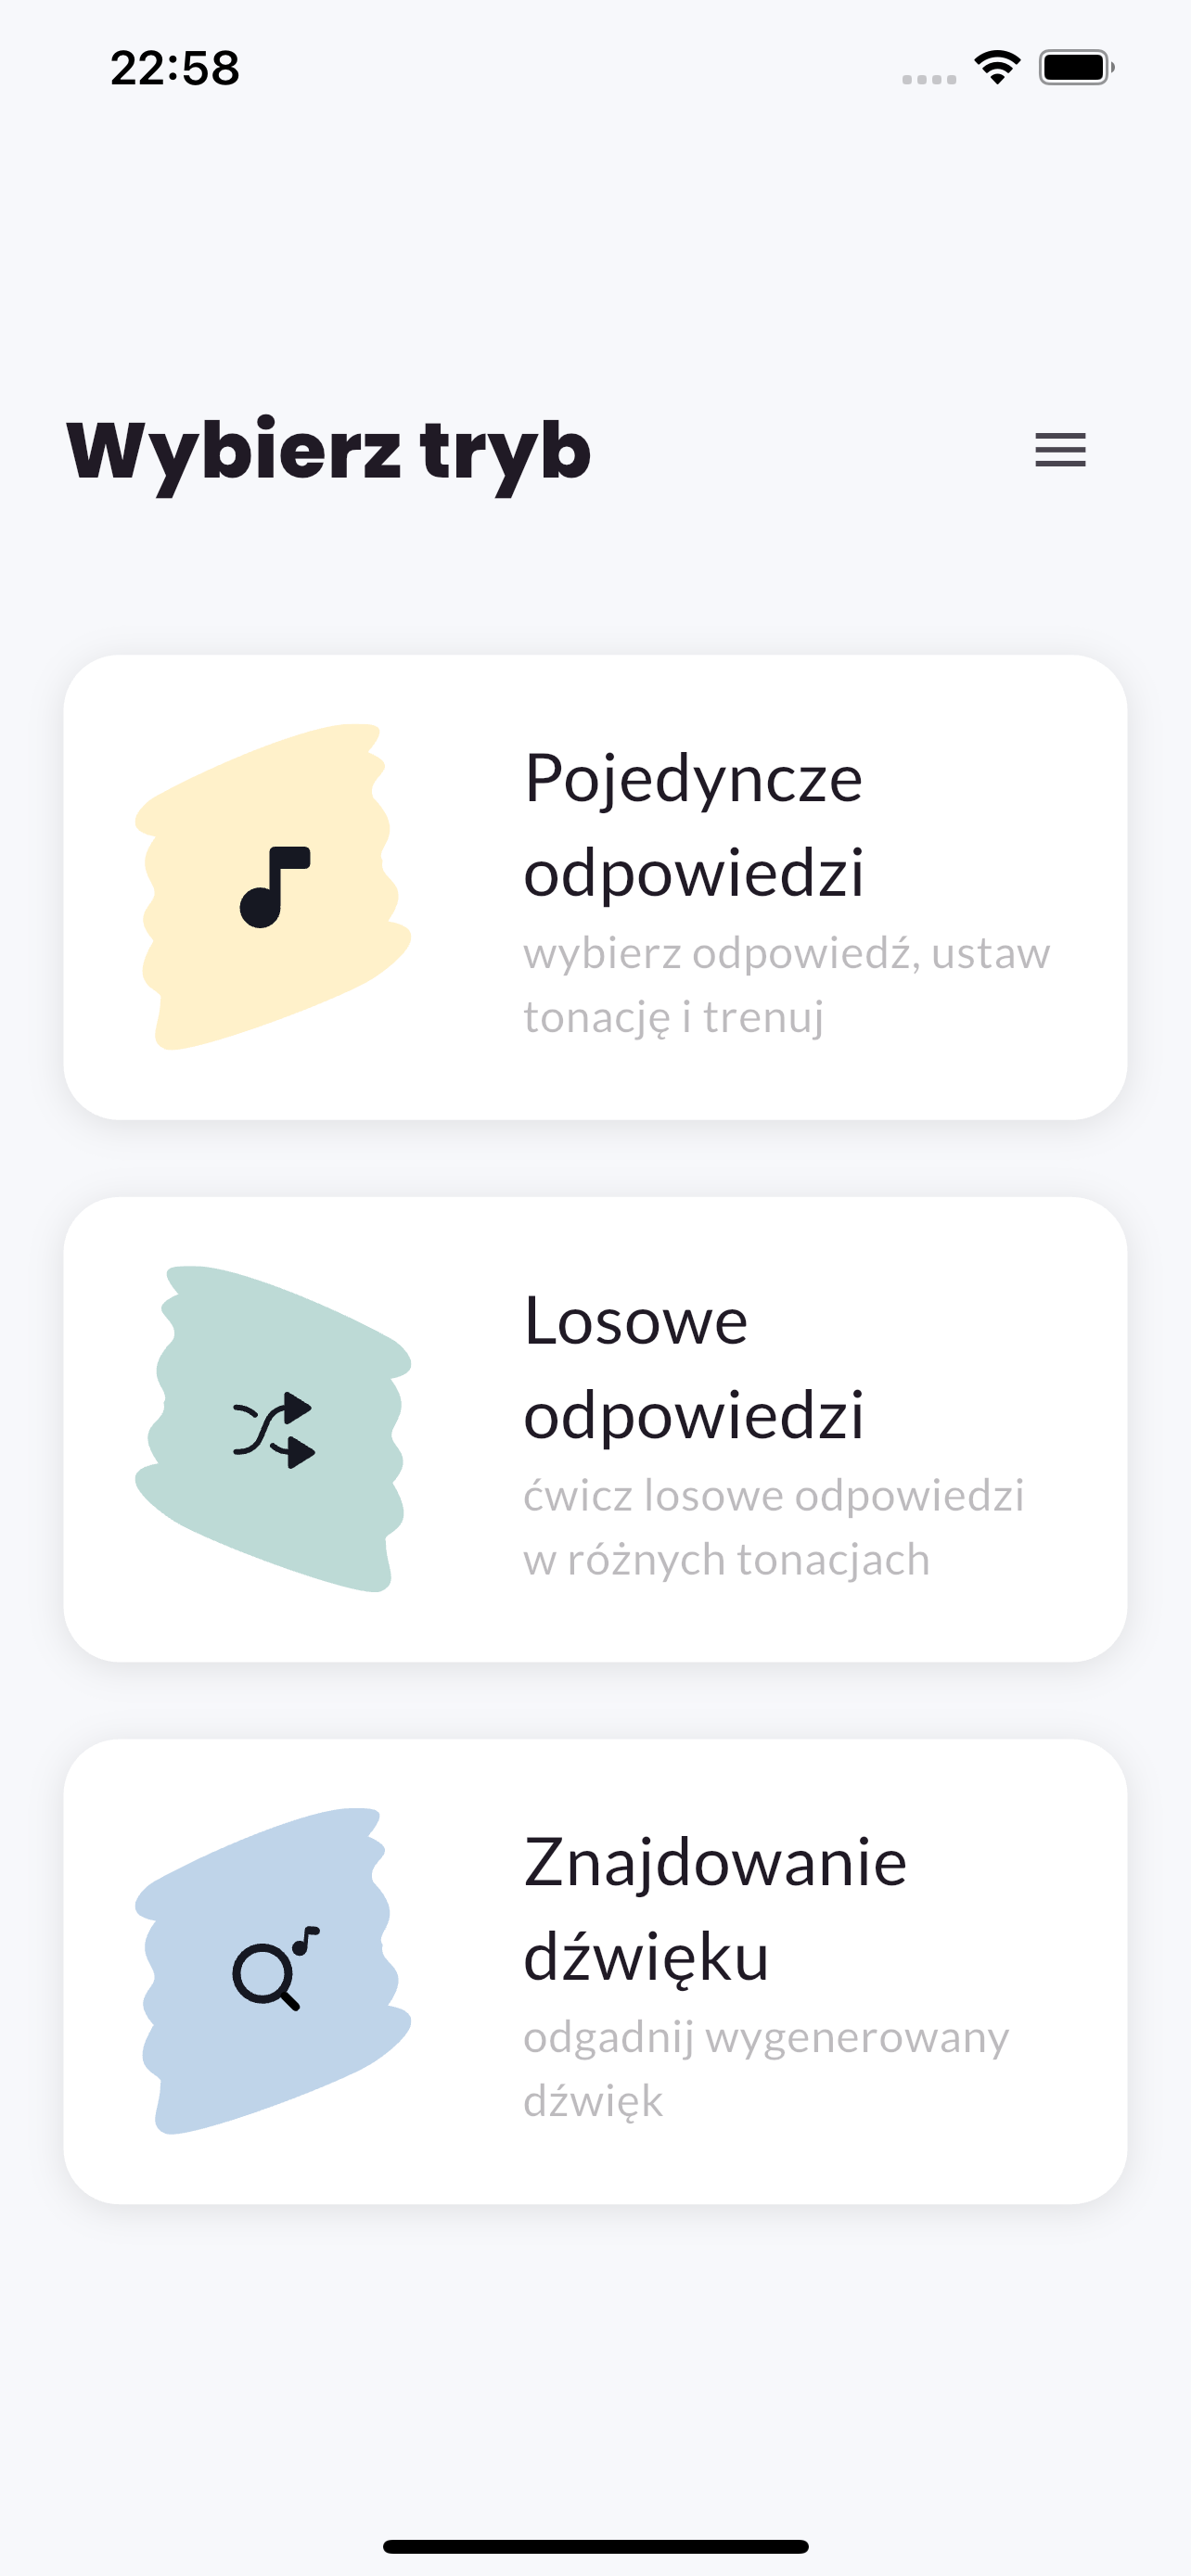 22:58
Wybierz tryb
Pojedyncze
odpowiedzi
wybierz odpowiedź, ustaw
tonację i trenuj
Losowe
odpowiedzi
ćwicz losowe odpowiedzi
w różnych tonacjach
Znajdowanie
dźwięku
odgadnij wygenerowany
dźwięk